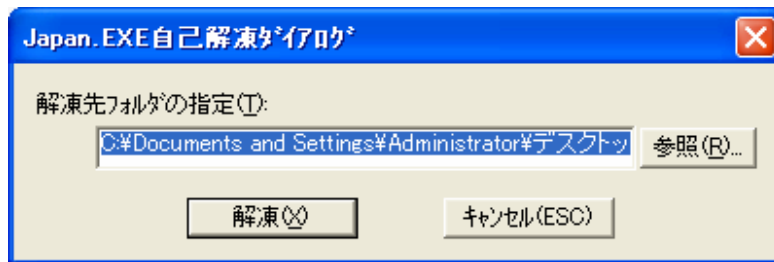 Japan.EXE自己解凍ﾀﾞｲｱﾛｸﾞ
解凍先ﾌｫﾙﾀﾞの指定(T):
C:¥Documents and Settings¥Administrator¥デスクトッ 参照(R)...
解凍(X) ｷｬﾝｾﾙ(ESC)